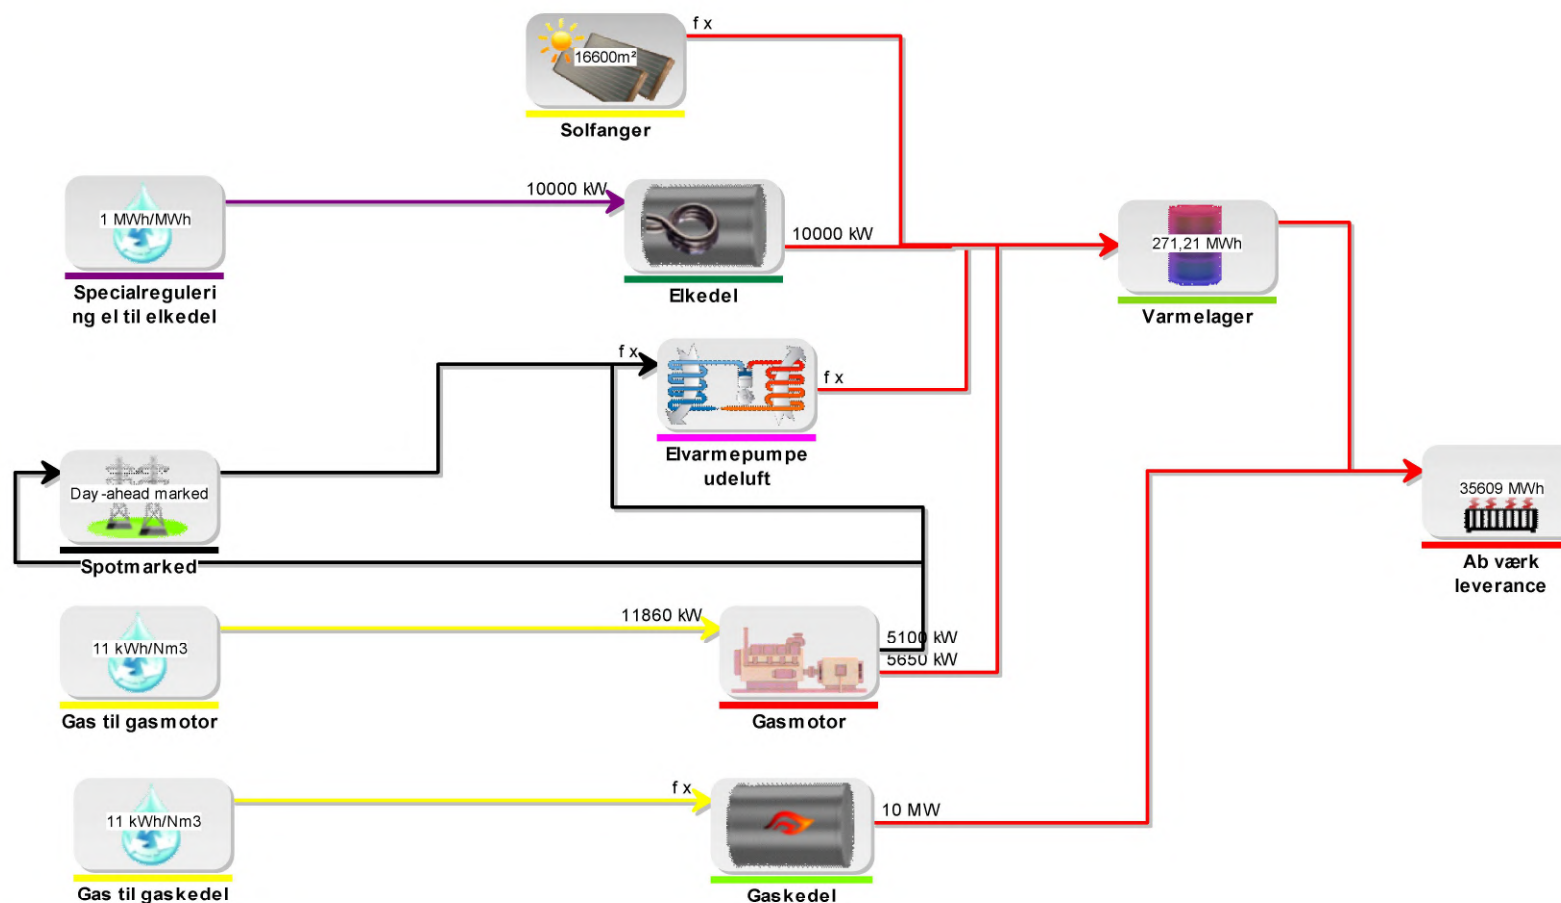 f x
16600m²
Solfanger
10000 kW
1 MWh/MWh
Specialreguleri
ng el til elkedel
10000 kW
Elkedel
271,21 MWh
Varmelager
f x
f x
Elvarmepumpe
udeluft
Day-ahead marked
Spotmarked
35609 MWh
Ab værk
leverance
11860 kW
11 kWh/Nm3
Gas til gasmotor
5100 kW
5650 kW
Gasmotor
f x
11 kWh/Nm3
Gas til gaskedel
10 MW
Gaskedel